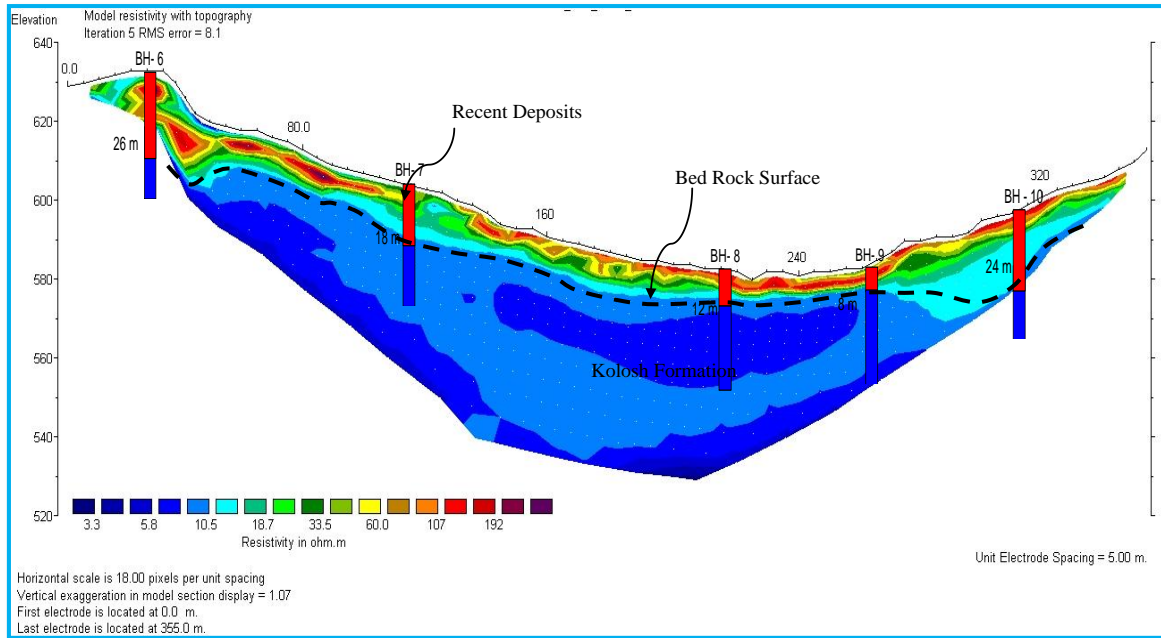 Elevation
Model resistivity with topography
Iteration 5 RMS error = 8.1
640
BH- 6
0.0
620
80.0
Recent Deposits
26 m
BH- 7
Bed Rock Surface
320
BH - 10
600
160
18 m
240
BH- 8
BH- 9
24 m
580
12 m
8 m
560
Kolosh Formation
540
520
3.3 5.8 10.5 18.7 33.5 60.0 107 192
Resistivity in ohm.m
Unit Electrode Spacing = 5.00 m.
Horizontal scale is 18.00 pixels per unit spacing
Vertical exaggeration in model section display = 1.07
First electrode is located at 0.0 m.
Last electrode is located at 355.0 m.